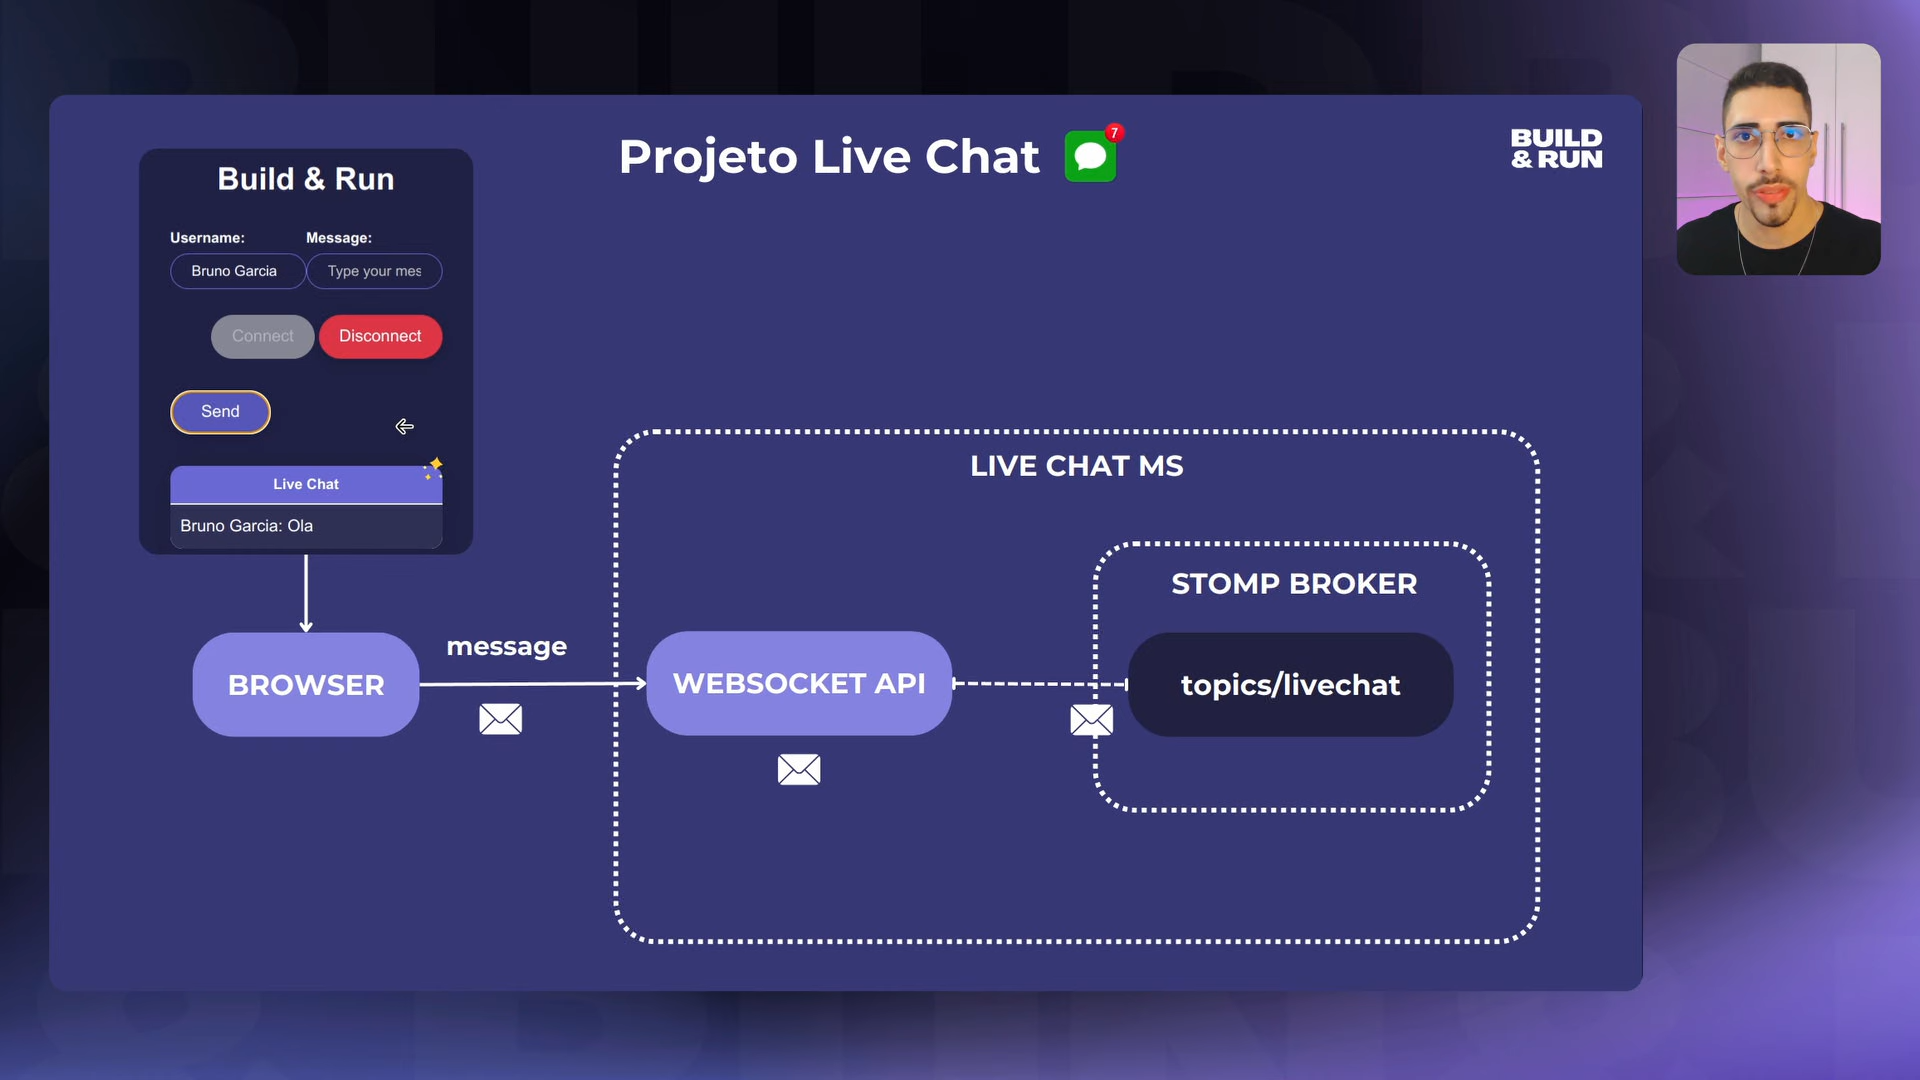 Projeto Live Chat
7
BUILD
& RUN
Build & Run
Username:
Message:
Bruno Garcia
Type your mes
Connect
Disconnect
Send
Live Chat
Bruno Garcia: Ola
LIVE CHAT MS
STOMP BROKER
message
BROWSER
WEBSOCKET API
topics/livechat